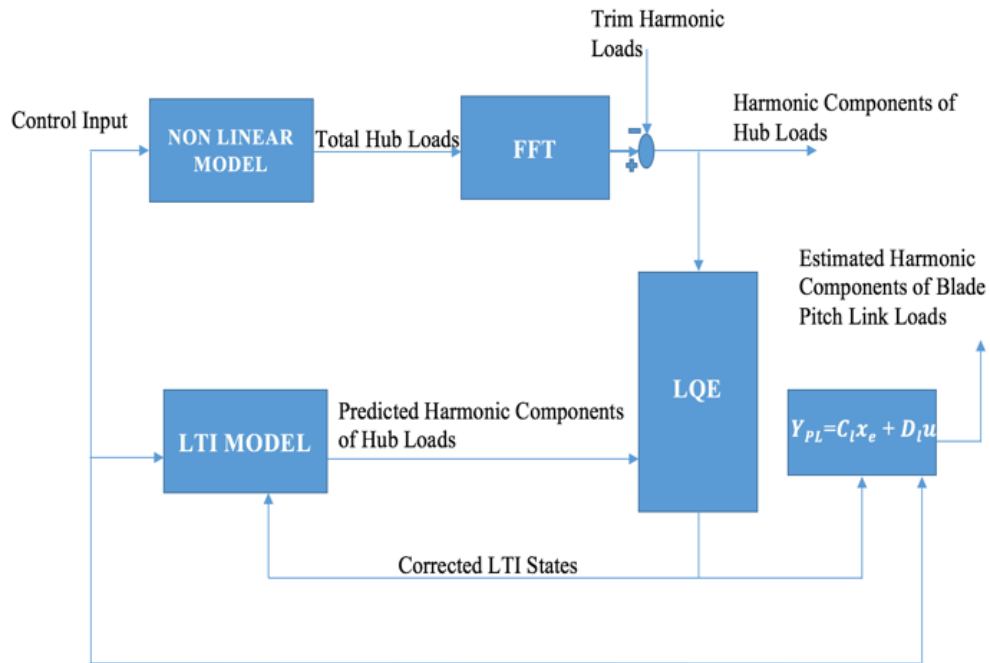 Trim Harmonic
Loads
Control Input
NON LINEAR
MODEL
Total Hub Loads
FFT
-
+
Harmonic Components of
Hub Loads
Estimated Harmonic
Components of Blade
Pitch Link Loads
LQE
LTI MODEL
Predicted Harmonic Components
of Hub Loads
Y_{PL}=C_l x_e + D_l u
Corrected LTI States